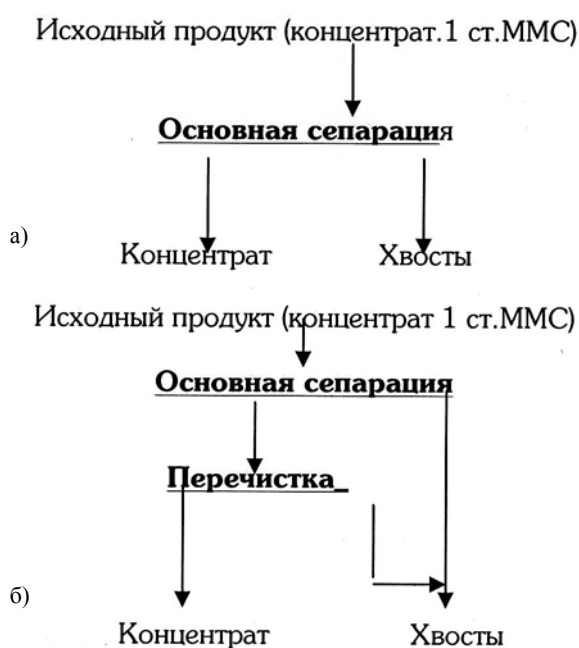 Исходный продукт (концентрат.1 ст.ММС)
Основная сепарация
а)
Концентрат Хвосты
Исходный продукт (концентрат 1 ст.ММС)
Основная сепарация
Перечистка_
б)
Концентрат Хвосты